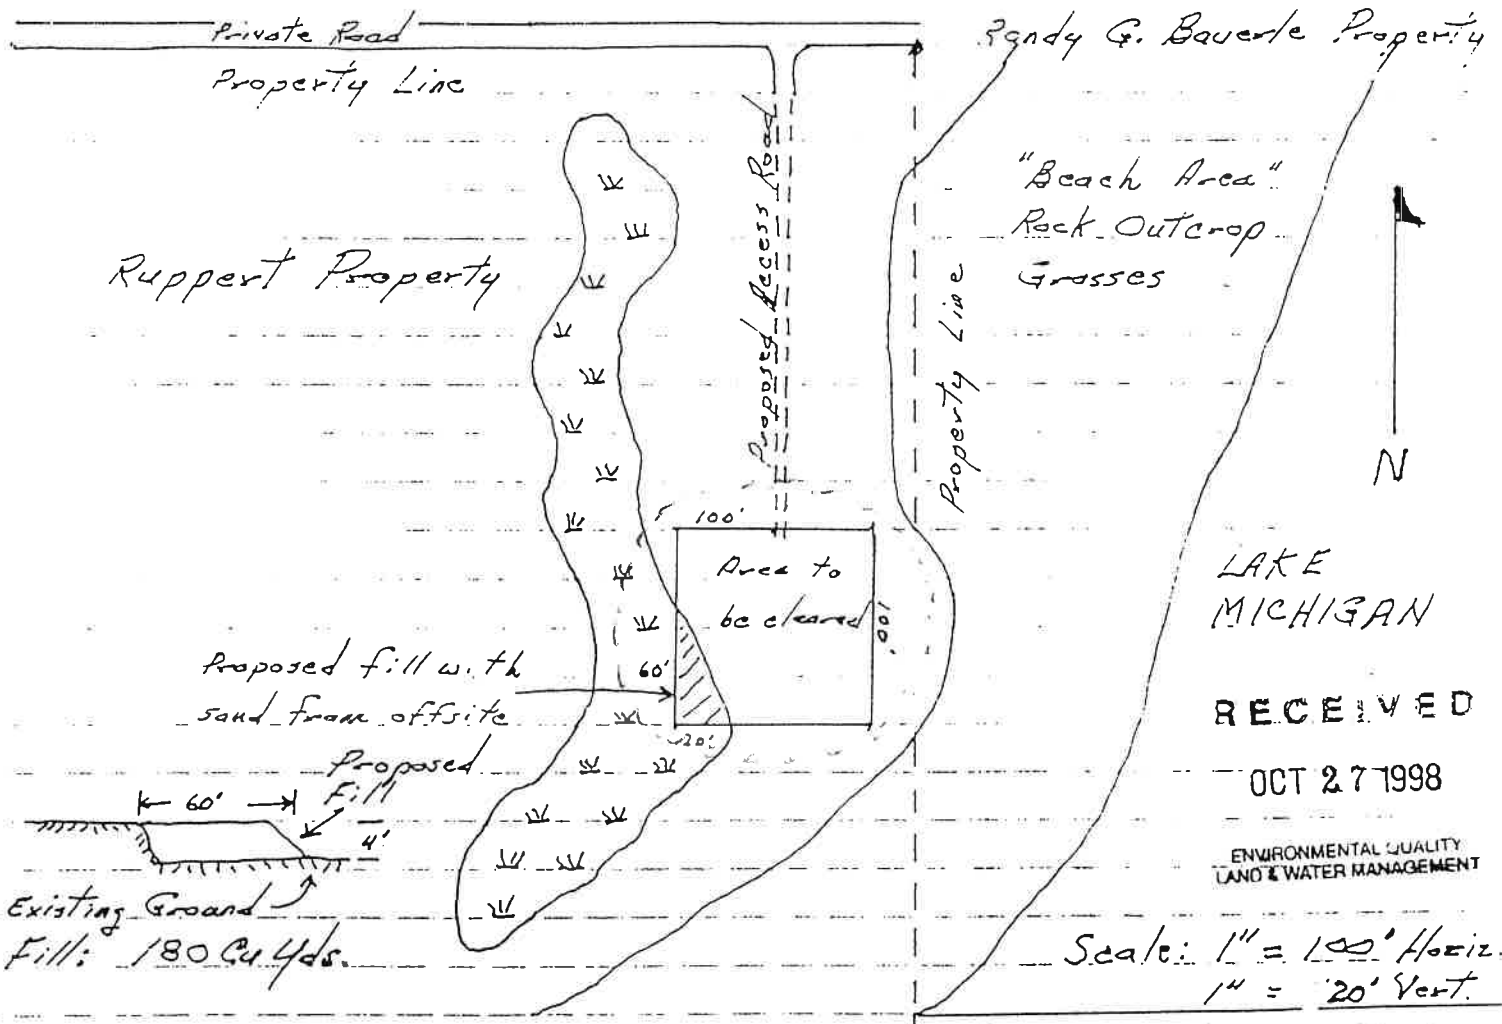 Private Road
Randy G. Bauerle Property
Property Line
"Beach Area"
Rock Outcrop
Grasses
Proposed Access Road
Ruppert Property
Property Line
N
100'
Area to
be cleared
100'
LAKE
MICHIGAN
Proposed fill with
sand from offsite
60'
20'
RECEIVED
OCT 27 1998
ENVIRONMENTAL QUALITY
LAND & WATER MANAGEMENT
Proposed
Fill
60'
4'
Existing Ground
Fill: 180 Cu Yds.
Scale: 1" = 100' Horiz.
1" = 20' Vert.